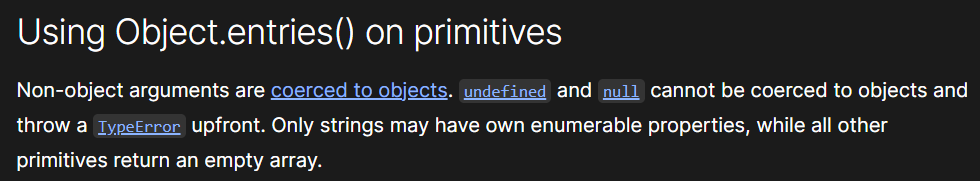 Using Object.entries() on primitives
Non-object arguments are coerced to objects. undefined and null cannot be coerced to objects and
throw a TypeError upfront. Only strings may have own enumerable properties, while all other
primitives return an empty array.